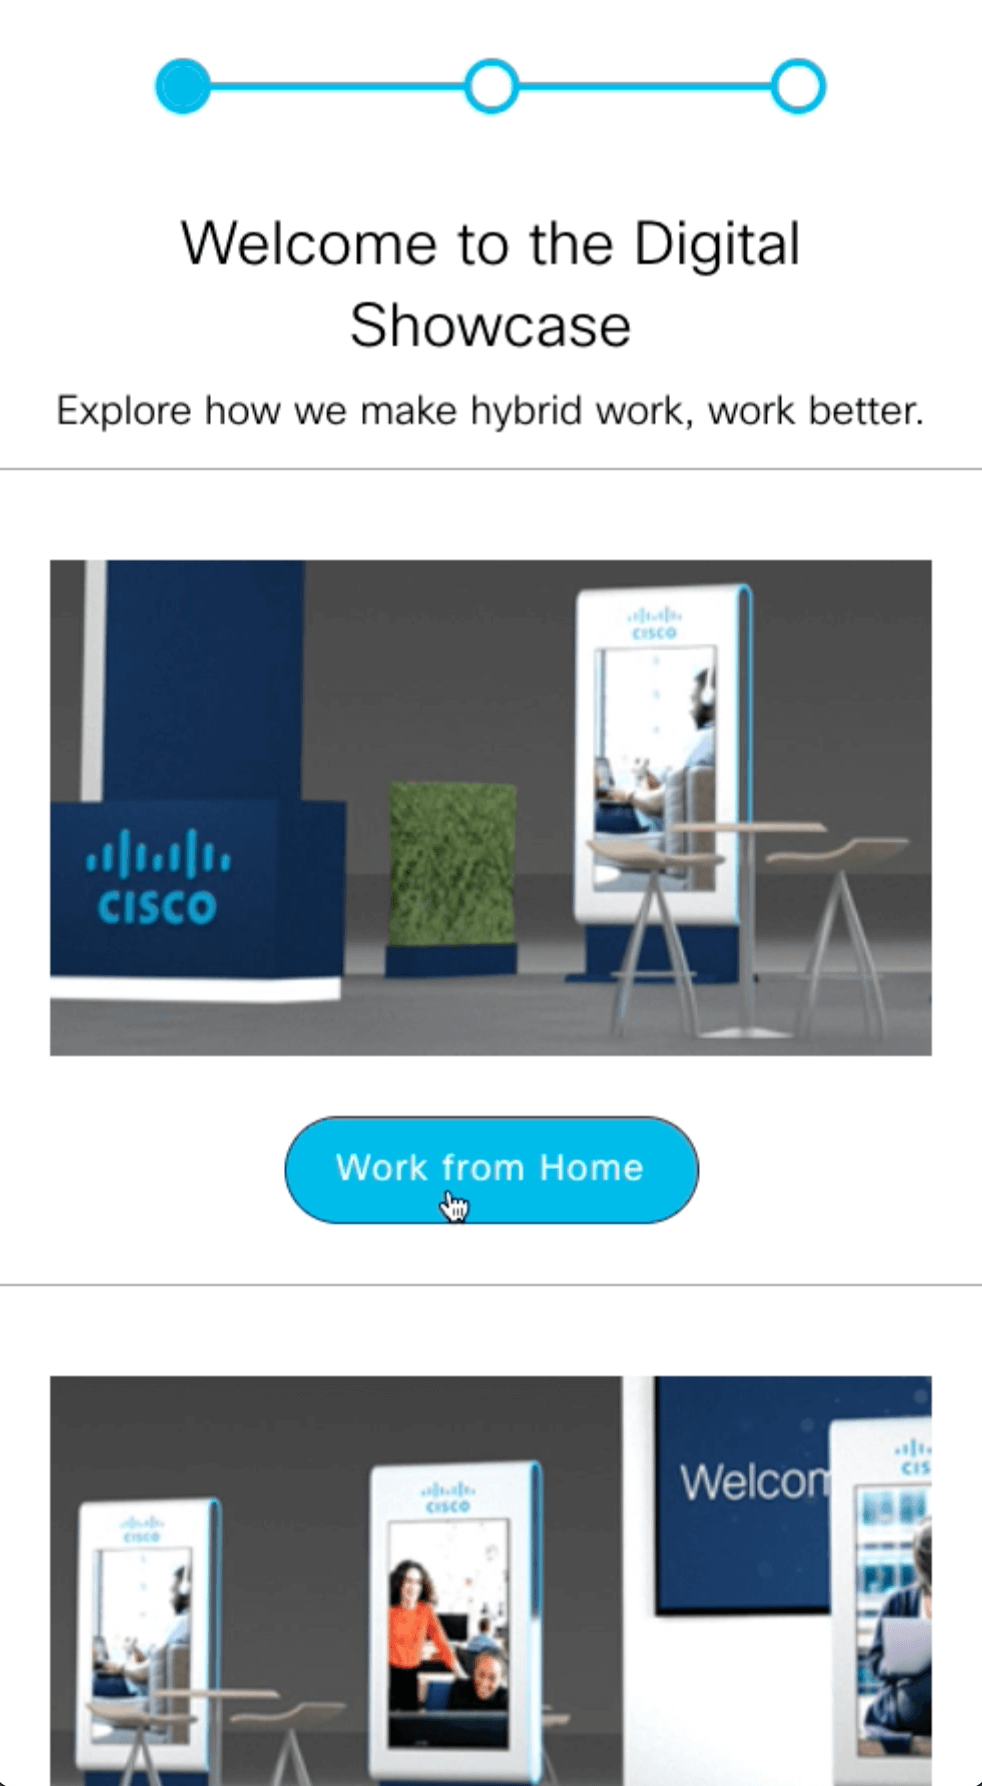 Welcome to the Digital
Showcase
Explore how we make hybrid work, work better.
CISCO
CISCO
Work from Home
Welcom
CIS
CISCO
CISCO